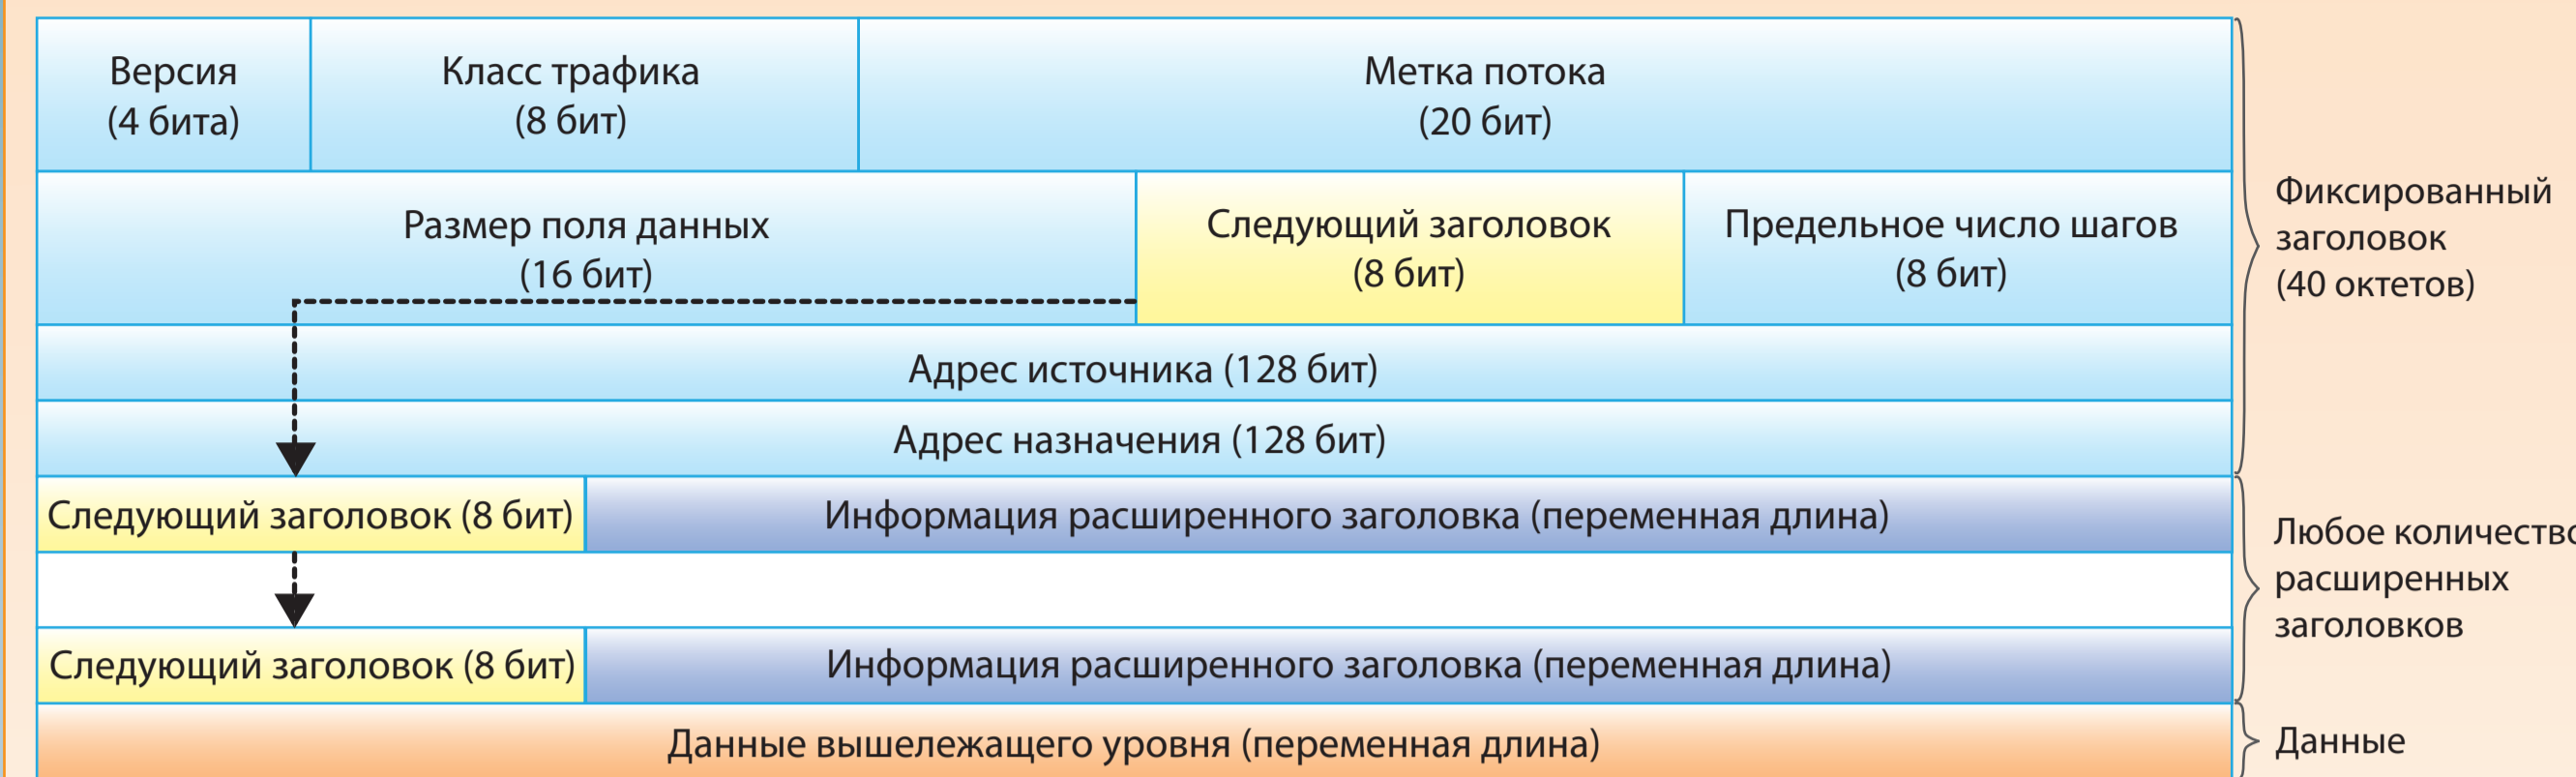 Версия
(4 бита)
Класс трафика
(8 бит)
Метка потока
(20 бит)
Размер поля данных
(16 бит)
Следующий заголовок
(8 бит)
Предельное число шагов
(8 бит)
Адрес источника (128 бит)
Адрес назначения (128 бит)
Фиксированный
заголовок
(40 октетов)
Следующий заголовок (8 бит)
Информация расширенного заголовка (переменная длина)
Следующий заголовок (8 бит)
Информация расширенного заголовка (переменная длина)
Любое количество
расширенных
заголовков
Данные вышележащего уровня (переменная длина)
Данные